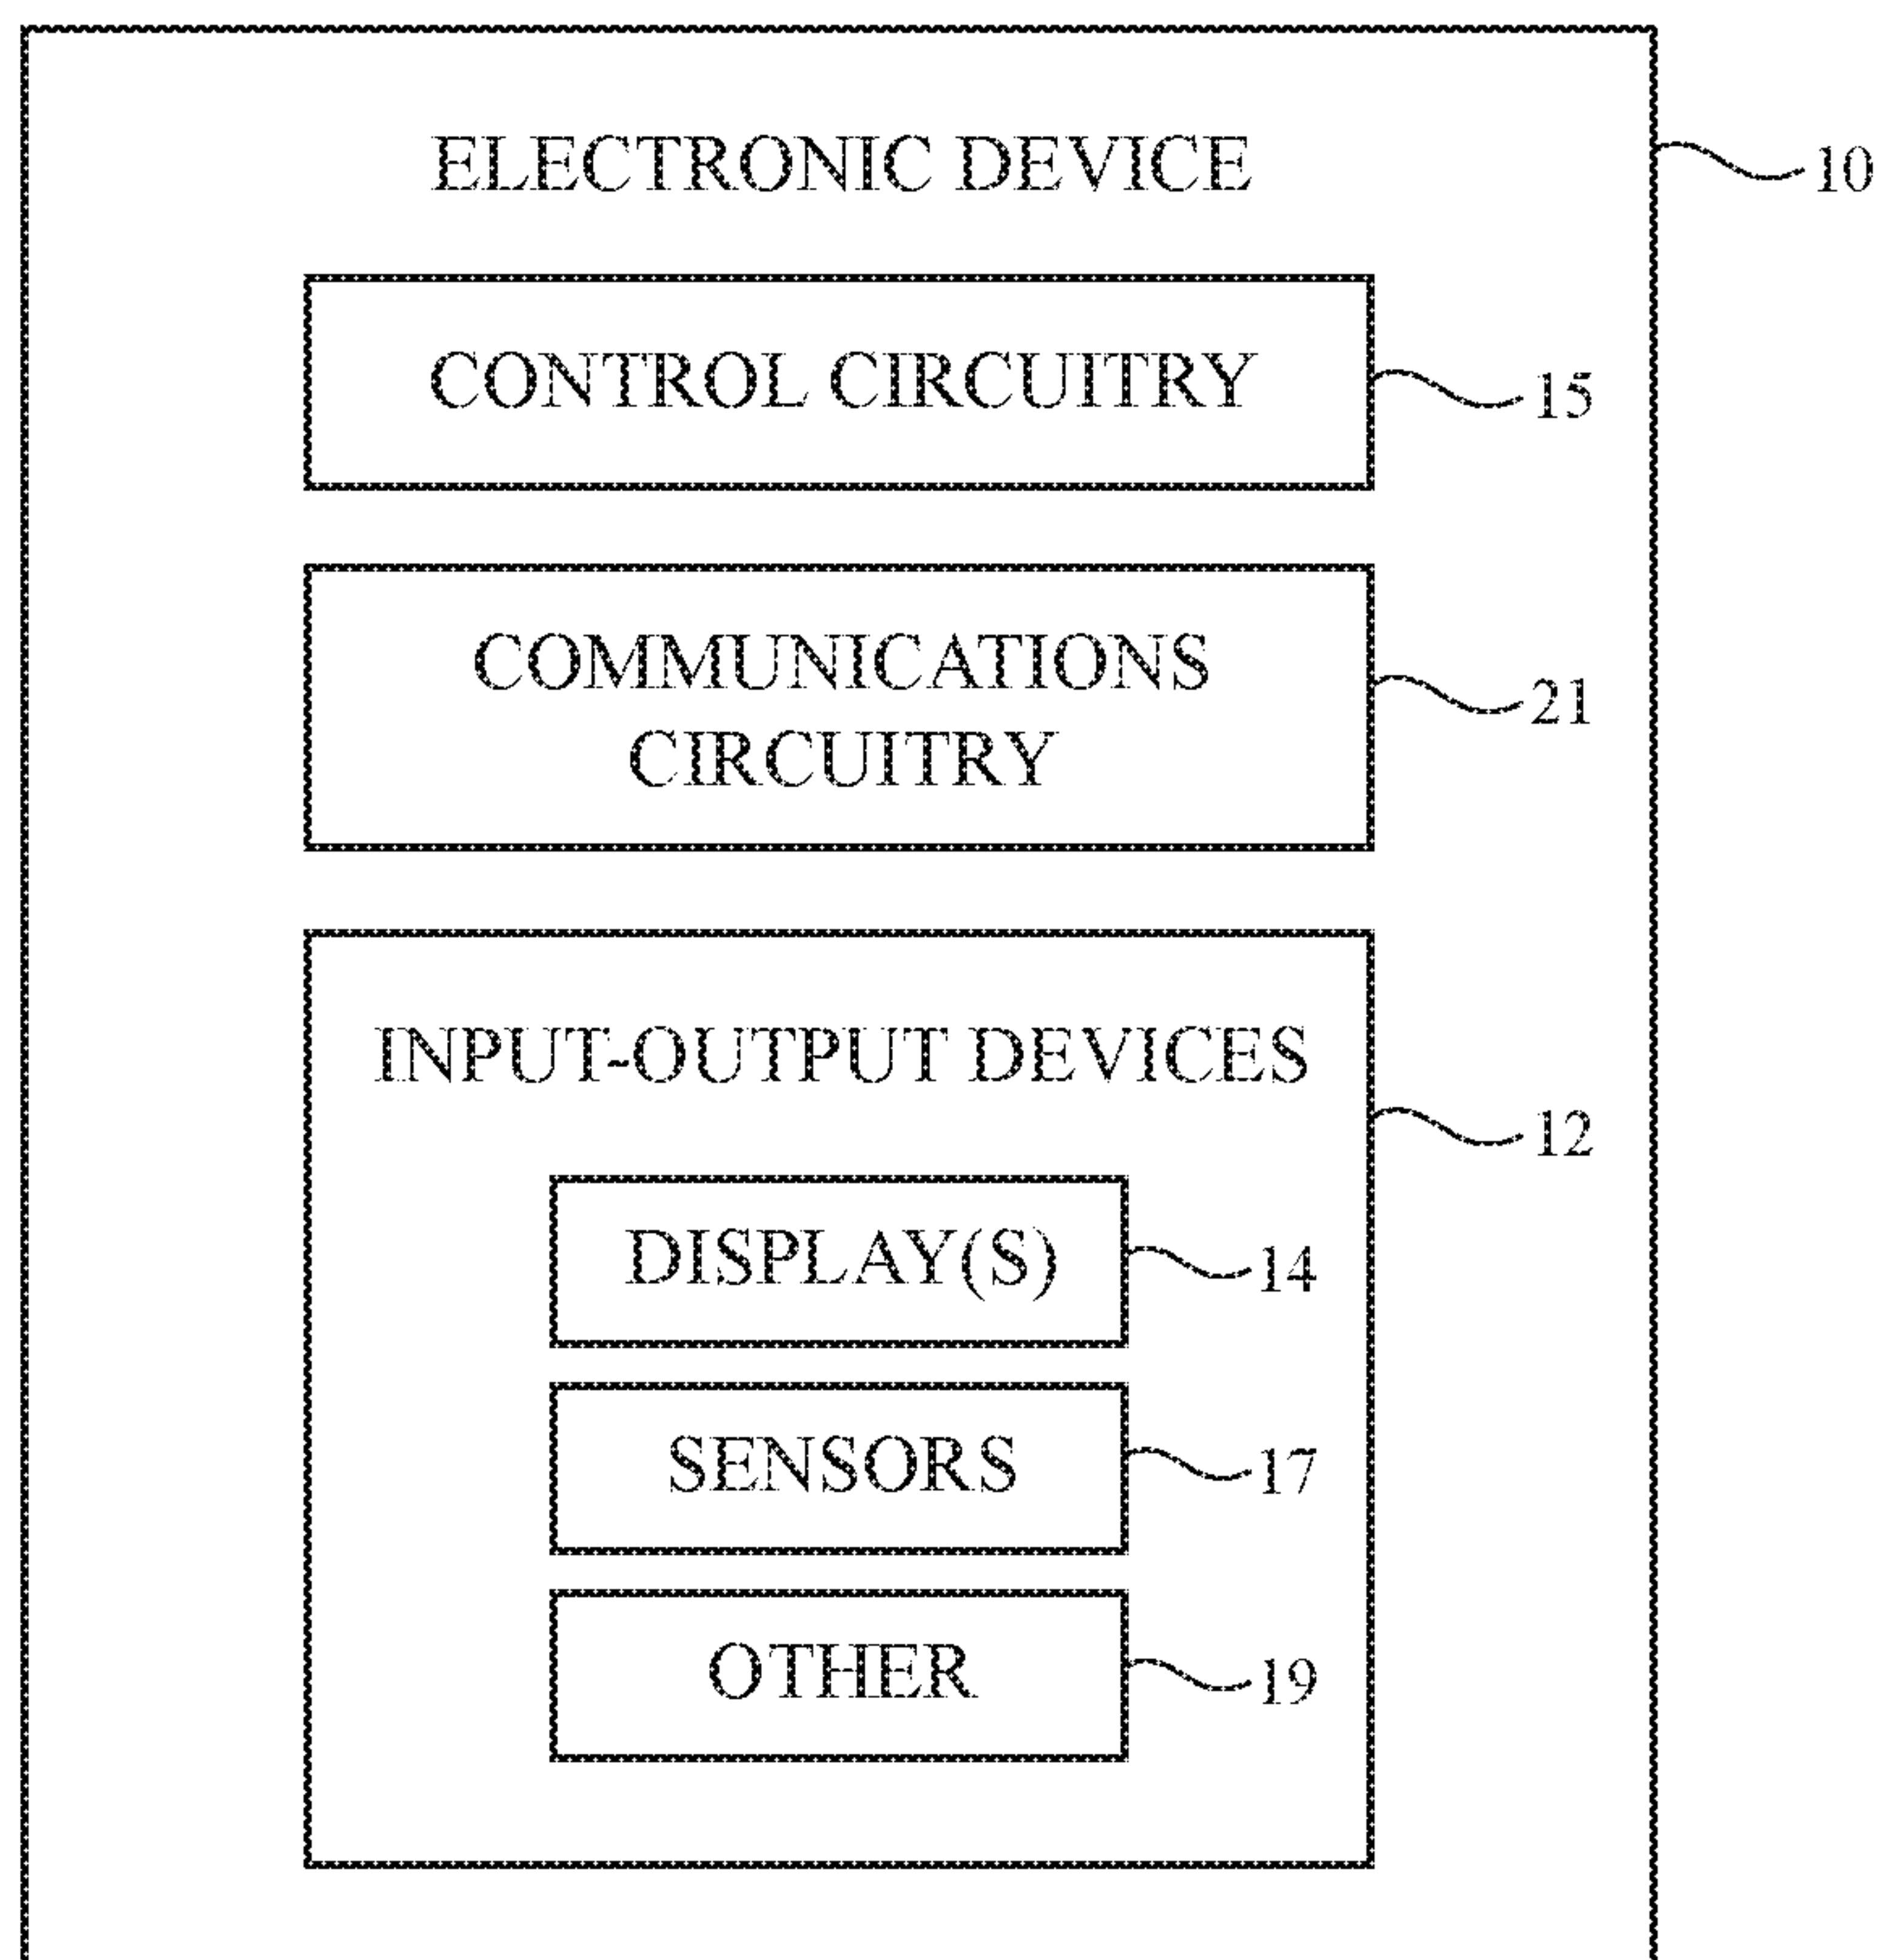 ELECTRONIC DEVICE
10
CONTROL CIRCUITRY
15
COMMUNICATIONS
CIRCUITRY
21
INPUT-OUTPUT DEVICES
12
DISPLAY(S)
14
SENSORS
17
OTHER
19